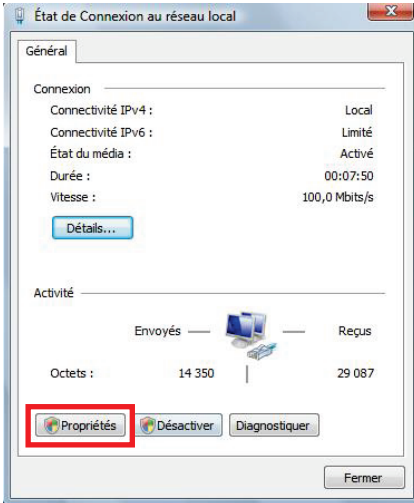 État de Connexion au réseau local
Général
Connexion
Connectivité IPv4 : Local
Connectivité IPv6 : Limité
État du média : Activé
Durée : 00:07:50
Vitesse : 100,0 Mbits/s
Détails...
Activité
Envoyés — — Reçus
Octets : 14 350 29 087
Propriétés Désactiver Diagnostiquer
Fermer